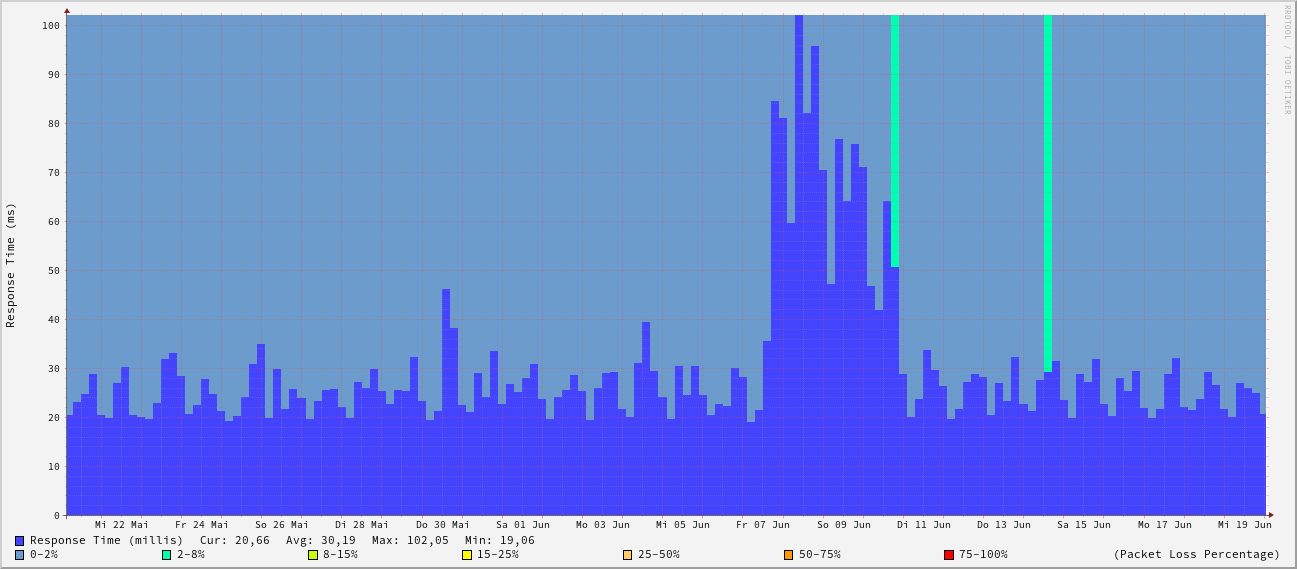 RRDTOOL / TOBI OETIKER
Response Time (ms)
100
90
80
70
60
50
40
30
20
10
0
Mi 22 Mai Fr 24 Mai So 26 Mai Di 28 Mai Do 30 Mai Sa 01 Jun Mo 03 Jun Mi 05 Jun Fr 07 Jun So 09 Jun Di 11 Jun Do 13 Jun Sa 15 Jun Mo 17 Jun Mi 19 Jun
Response Time (millis) Cur: 20,66 Avg: 30,19 Max: 102,05 Min: 19,06
0-2% 2-8% 8-15% 15-25% 25-50% 50-75% 75-100% (Packet Loss Percentage)